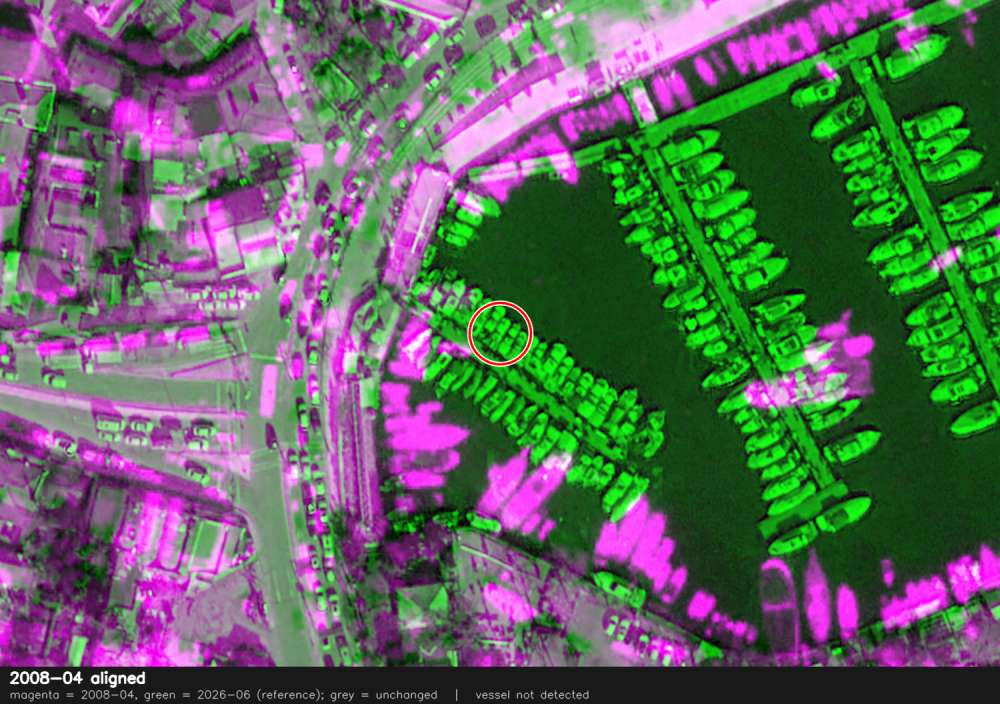 2008-04 aligned
magenta = 2008-04, green = 2026-06 (reference); grey = unchanged | vessel not detected